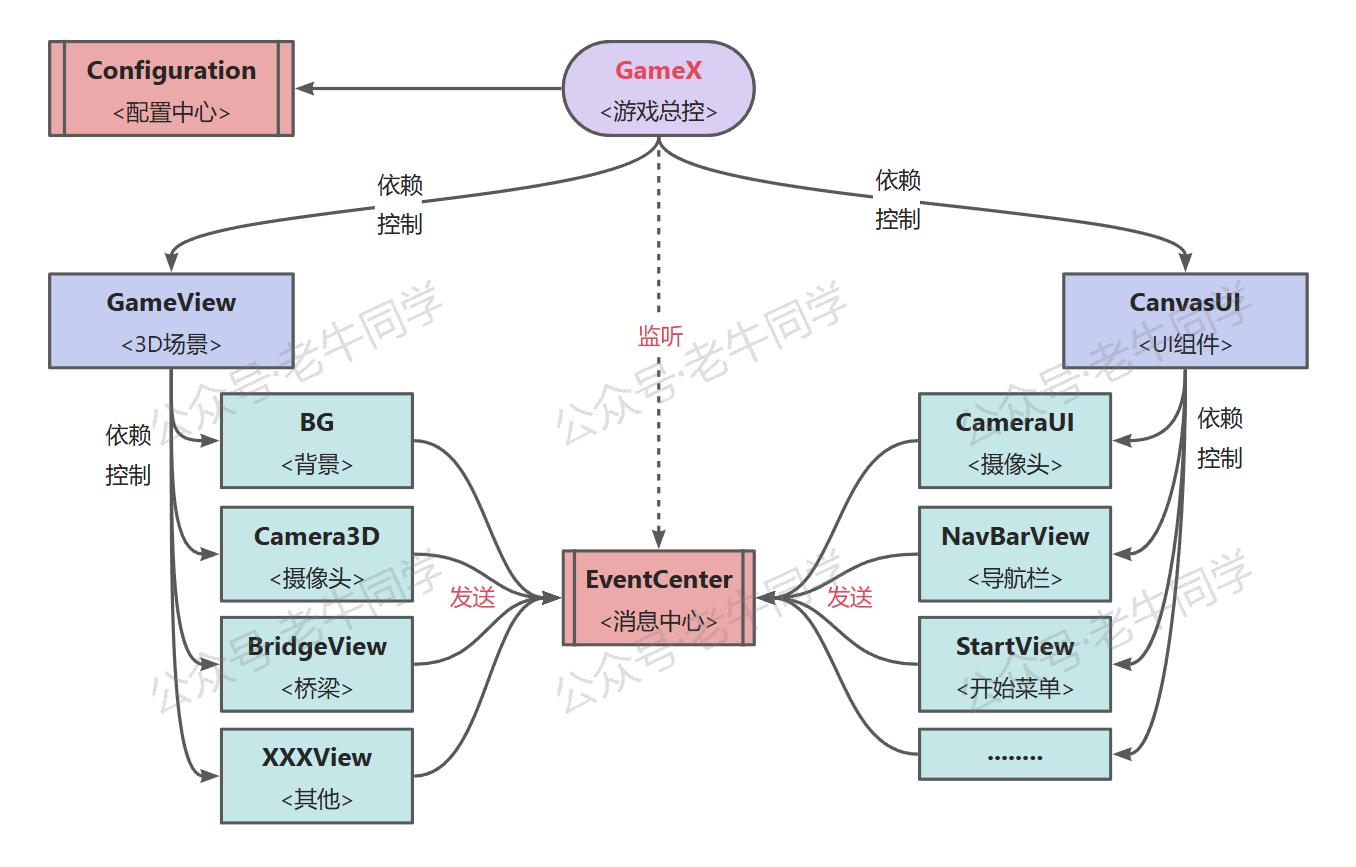 Configuration
<配置中心>
GameX
<游戏总控>
依赖
控制
依赖
控制
GameView
<3D场景>
监听
CanvasUI
<UI组件>
依赖
控制
BG
<背景>
CameraUI
<摄像头>
依赖
控制
Camera3D
<摄像头>
发送
EventCenter
<消息中心>
发送
NavBarView
<导航栏>
BridgeView
<桥梁>
StartView
<开始菜单>
XXXView
<其他>
........
公众号·老牛同学
公众号·老牛同学
公众号·老牛同学
公众号·老牛同学
公众号·老牛同学
公众号·老牛同学